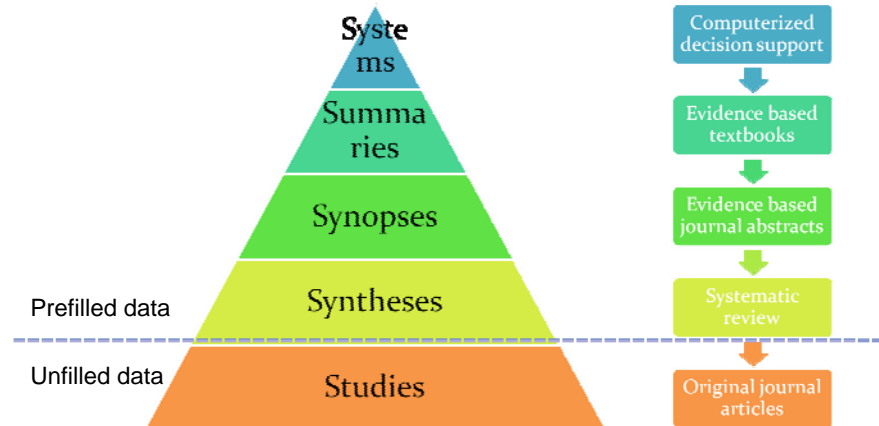 Syste
ms
Summa
ries
Synopses
Syntheses
Studies
Prefilled data
Unfilled data
Computerized
decision support
Evidence based
textbooks
Evidence based
journal abstracts
Systematic
review
Original journal
articles